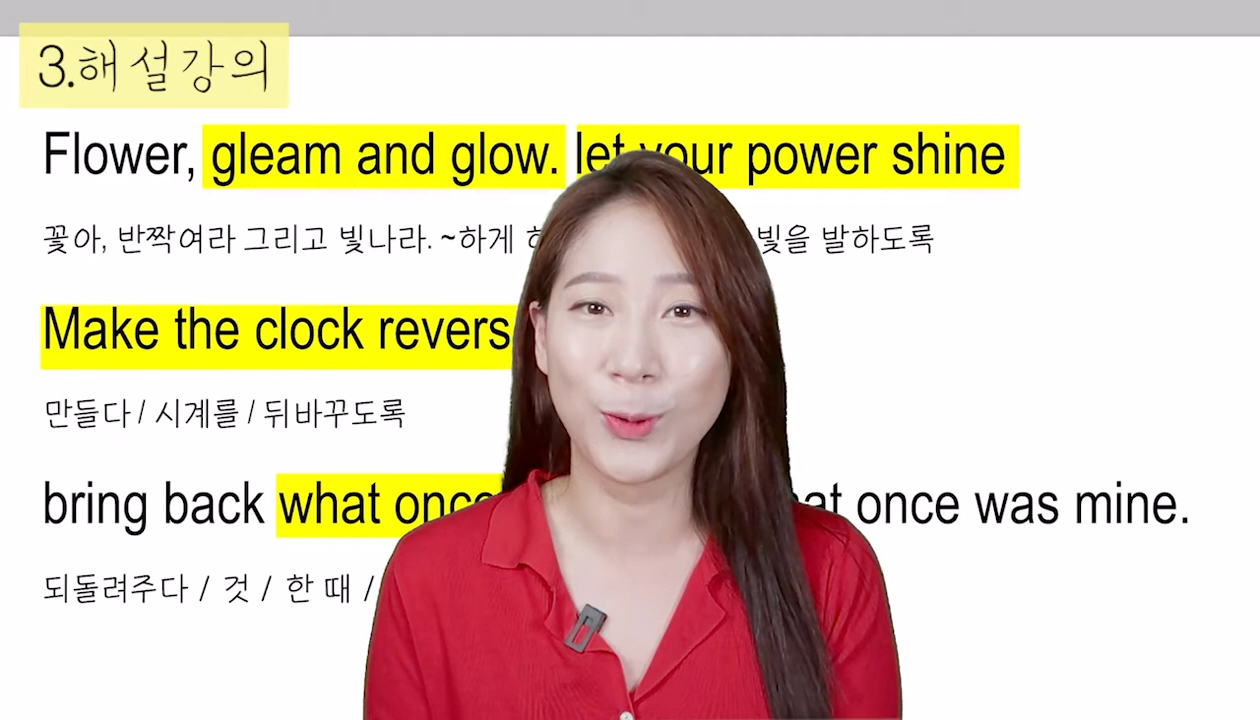 3.해설강의
Flower, gleam and glow. let your power shine
꽃아, 반짝여라 그리고 빛나라. ~하게 빛을 발하도록
Make the clock
만들다 / 시계를 / 뒤바꾸도록
bring back what once was mine.
되돌려주다 / 것 / 한 때 /